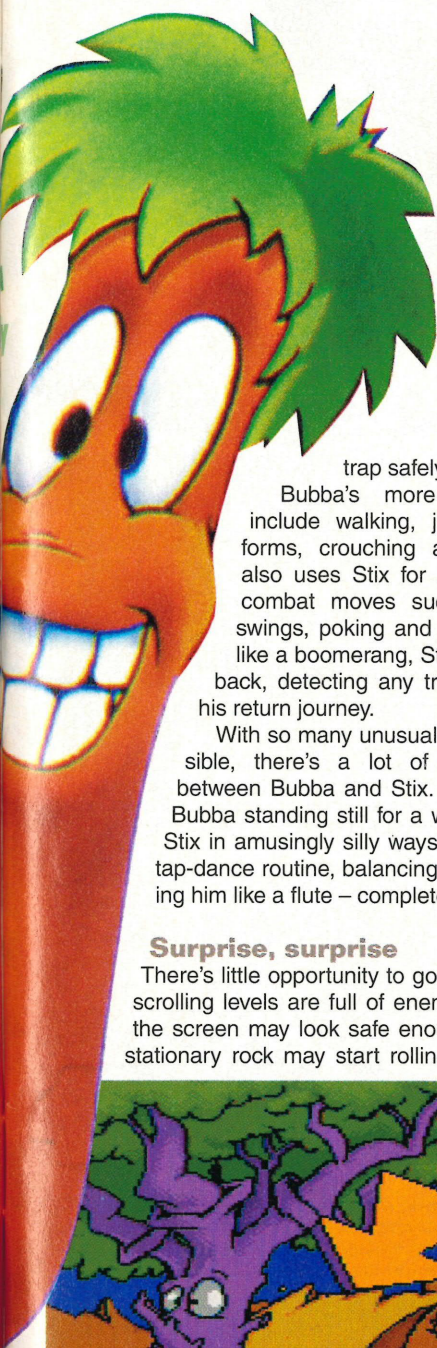 trap safely
Bubba's more
include walking, j
forms, crouching a
also uses Stix for
combat moves suc
swings, poking and
like a boomerang, St
back, detecting any tr
his return journey.
With so many unusual
sible, there's a lot of
between Bubba and Stix.
Bubba standing still for a w
Stix in amusingly silly ways
tap-dance routine, balancing
ing him like a flute – complete
Surprise, surprise
There's little opportunity to go
scrolling levels are full of ener
the screen may look safe eno
stationary rock may start rollin